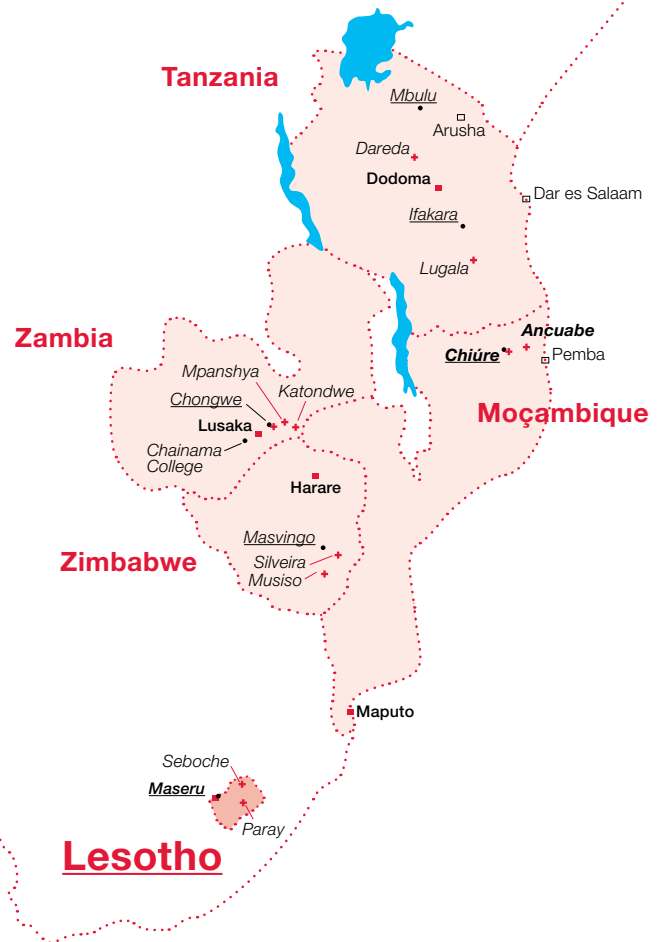 Tanzania
Mbulu
Arusha
Dareda
Dodoma
Dar es Salaam
Ifakara
Lugala
Zambia
Ancuabe
Chiúre
Pemba
Mpanshya
Katondwe
Chongwe
Moçambique
Lusaka
Chainama
College
Harare
Masvingo
Zimbabwe
Silveira
Musiso
Maputo
Seboche
Maseru
Paray
Lesotho